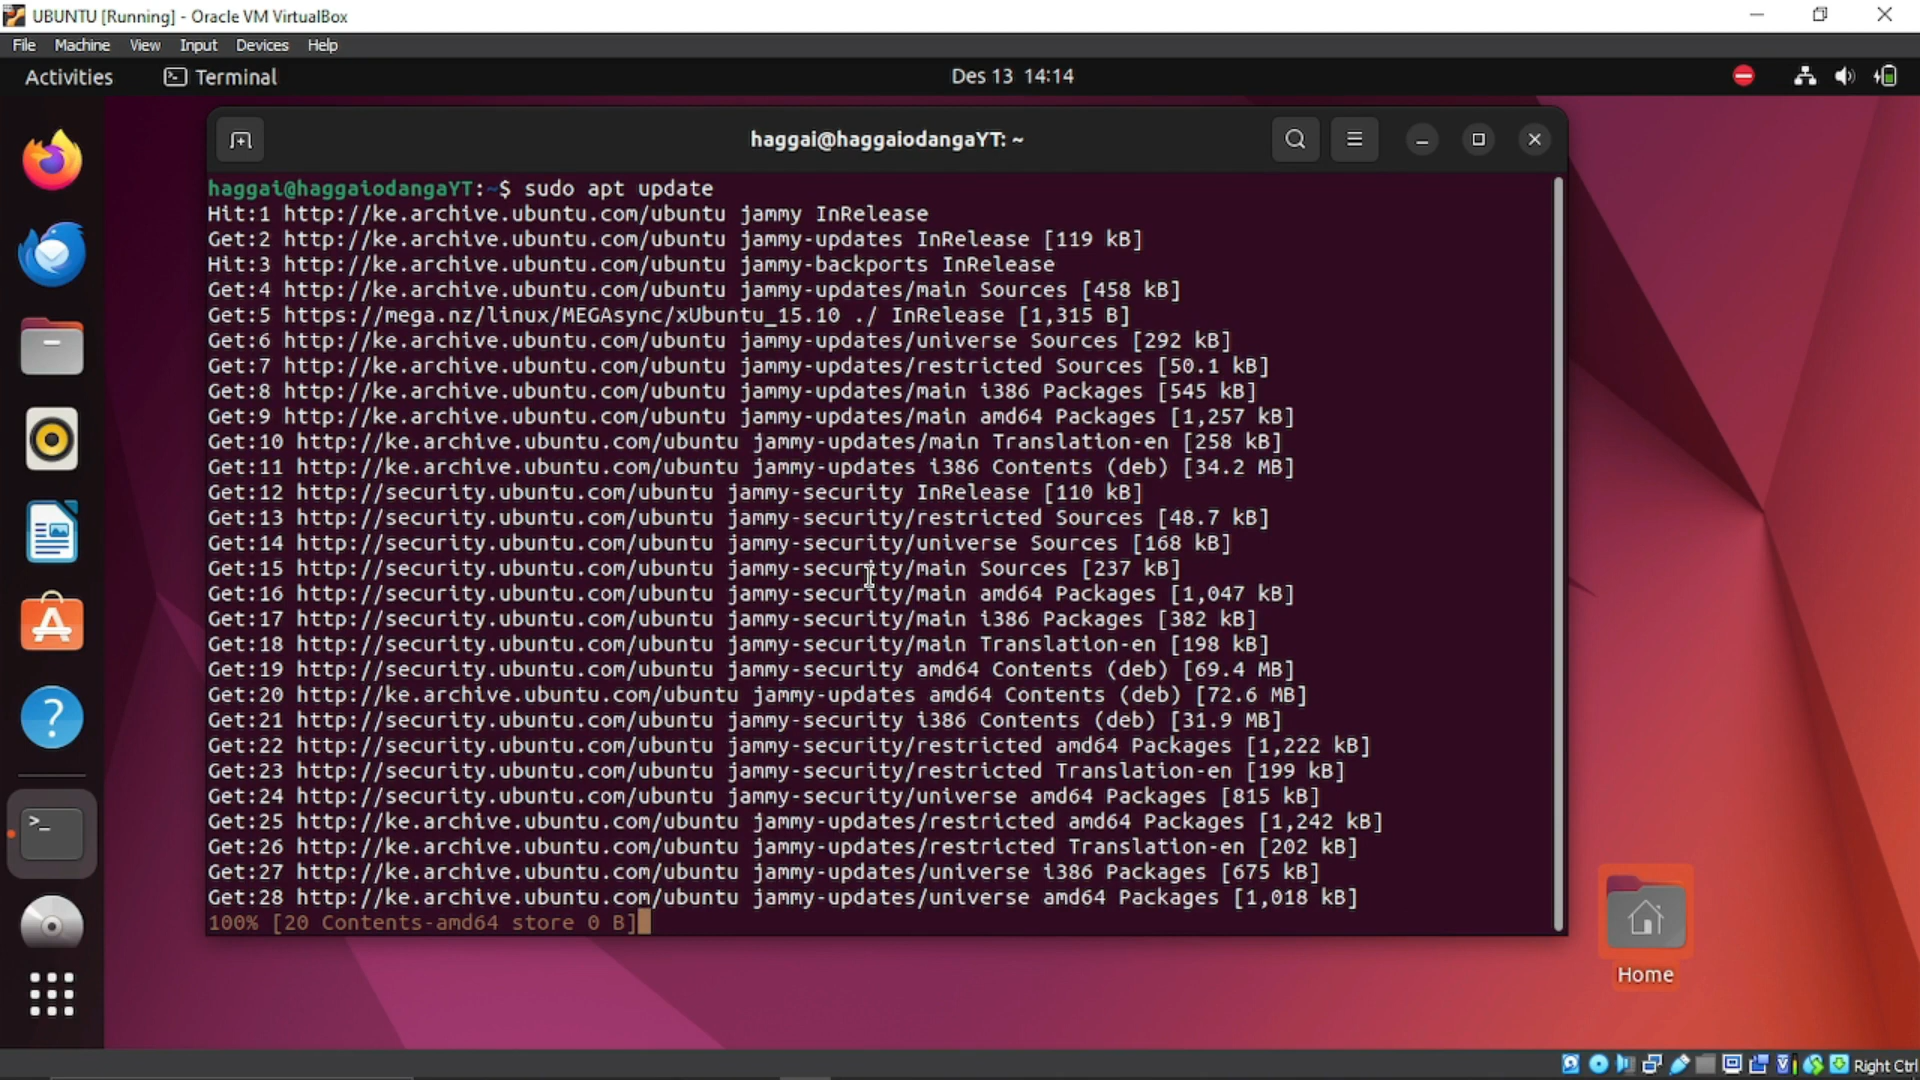 UBUNTU [Running] - Oracle VM VirtualBox
File Machine View Input Devices Help
Activities Terminal Des 13 14:14
haggai@haggaiodangaYT: ~
haggai@haggaiodangaYT:~$ sudo apt update
Hit:1 http://ke.archive.ubuntu.com/ubuntu jammy InRelease
Get:2 http://ke.archive.ubuntu.com/ubuntu jammy-updates InRelease [119 kB]
Hit:3 http://ke.archive.ubuntu.com/ubuntu jammy-backports InRelease
Get:4 http://ke.archive.ubuntu.com/ubuntu jammy-updates/main Sources [458 kB]
Get:5 https://mega.nz/linux/MEGAsync/xUbuntu_15.10 ./ InRelease [1,315 B]
Get:6 http://ke.archive.ubuntu.com/ubuntu jammy-updates/universe Sources [292 kB]
Get:7 http://ke.archive.ubuntu.com/ubuntu jammy-updates/restricted Sources [50.1 kB]
Get:8 http://ke.archive.ubuntu.com/ubuntu jammy-updates/main i386 Packages [545 kB]
Get:9 http://ke.archive.ubuntu.com/ubuntu jammy-updates/main amd64 Packages [1,257 kB]
Get:10 http://ke.archive.ubuntu.com/ubuntu jammy-updates/main Translation-en [258 kB]
Get:11 http://ke.archive.ubuntu.com/ubuntu jammy-updates i386 Contents (deb) [34.2 MB]
Get:12 http://security.ubuntu.com/ubuntu jammy-security InRelease [110 kB]
Get:13 http://security.ubuntu.com/ubuntu jammy-security/restricted Sources [48.7 kB]
Get:14 http://security.ubuntu.com/ubuntu jammy-security/universe Sources [168 kB]
Get:15 http://security.ubuntu.com/ubuntu jammy-security/main Sources [237 kB]
Get:16 http://security.ubuntu.com/ubuntu jammy-security/main amd64 Packages [1,047 kB]
Get:17 http://security.ubuntu.com/ubuntu jammy-security/main i386 Packages [382 kB]
Get:18 http://security.ubuntu.com/ubuntu jammy-security/main Translation-en [198 kB]
Get:19 http://security.ubuntu.com/ubuntu jammy-security amd64 Contents (deb) [69.4 MB]
Get:20 http://ke.archive.ubuntu.com/ubuntu jammy-updates amd64 Contents (deb) [72.6 MB]
Get:21 http://security.ubuntu.com/ubuntu jammy-security i386 Contents (deb) [31.9 MB]
Get:22 http://security.ubuntu.com/ubuntu jammy-security/restricted amd64 Packages [1,222 kB]
Get:23 http://security.ubuntu.com/ubuntu jammy-security/restricted Translation-en [199 kB]
Get:24 http://security.ubuntu.com/ubuntu jammy-security/universe amd64 Packages [815 kB]
Get:25 http://ke.archive.ubuntu.com/ubuntu jammy-updates/restricted amd64 Packages [1,242 kB]
Get:26 http://ke.archive.ubuntu.com/ubuntu jammy-updates/restricted Translation-en [202 kB]
Get:27 http://ke.archive.ubuntu.com/ubuntu jammy-updates/universe i386 Packages [675 kB]
Get:28 http://ke.archive.ubuntu.com/ubuntu jammy-updates/universe amd64 Packages [1,018 kB]
100% [20 Contents-amd64 store 0 B]
Home
Right Ctrl